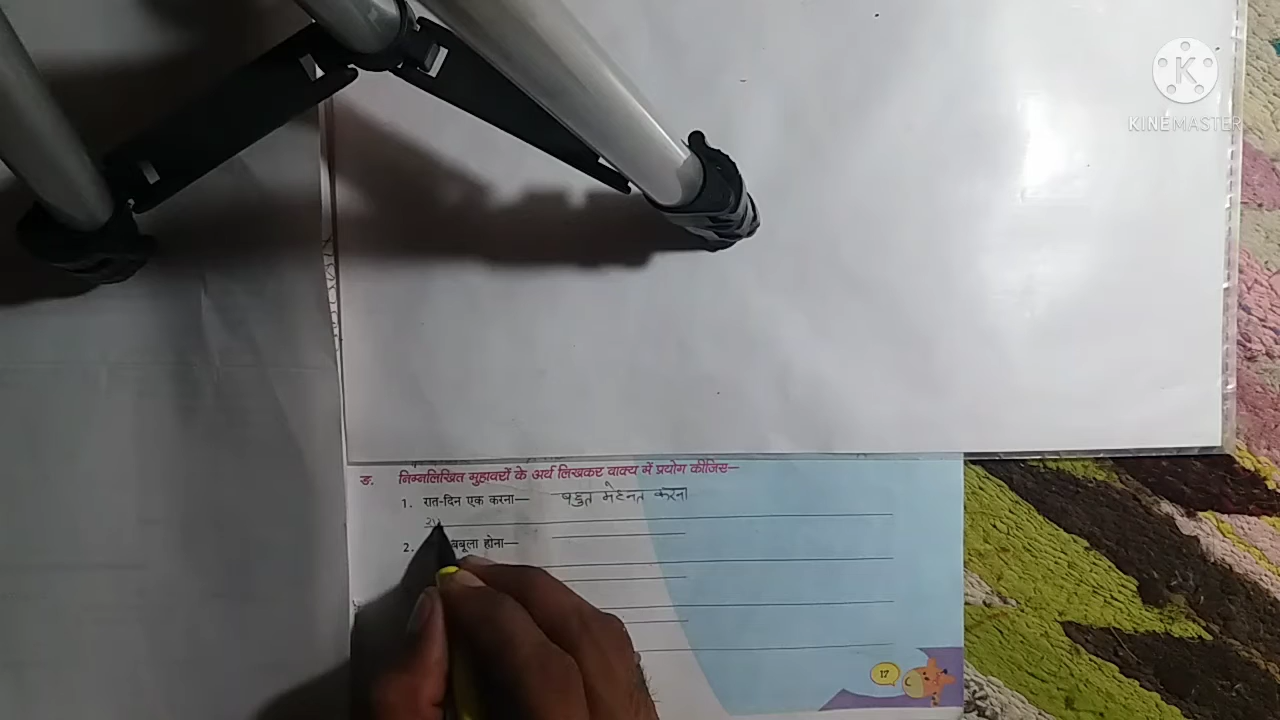 KINEMASTER
ङ. निम्नलिखित मुहावरों के अर्थ लिखकर वाक्य में प्रयोग कीजिए—
1. रात-दिन एक करना— बहुत मेहनत करना
2. बबूला होना—
17